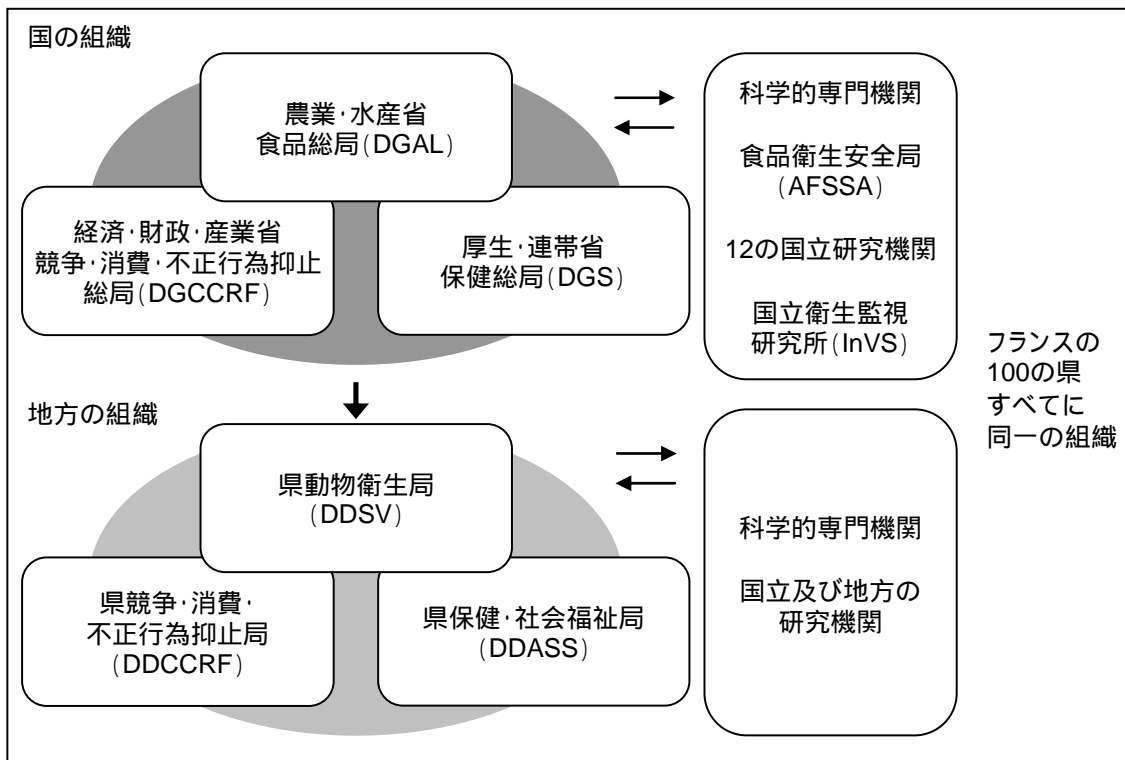 国の組織
農業・水産省
食品総局(DGAL)
経済・財政・産業省
競争・消費・不正行為抑止
総局(DGCCRF)
厚生・連帯省
保健総局(DGS)
科学的専門機関
食品衛生安全局
(AFSSA)
12の国立研究機関
国立衛生監視
研究所(InVS)
フランスの
100の県
すべてに
同一の組織
地方の組織
県動物衛生局
(DDSV)
県競争・消費・
不正行為抑止局
(DDCCRF)
県保健・社会福祉局
(DDASS)
科学的専門機関
国立及び地方の
研究機関